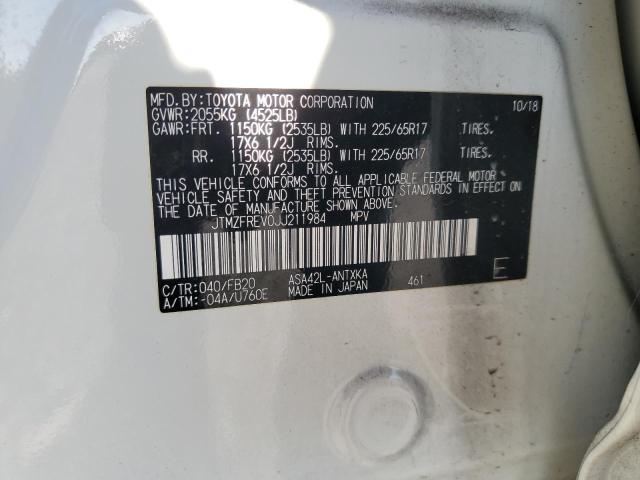 MFD.BY:TOYOTA MOTOR CORPORATION 10/18
GVWR:2055KG (4525LB)
GAWR:FRT. 1150KG (2535LB) WITH 225/65R17 TIRES.
17X6 1/2J RIMS.
RR. 1150KG (2535LB) WITH 225/65R17 TIRES.
17X6 1/2J RIMS.
THIS VEHICLE CONFORMS TO ALL APPLICABLE FEDERAL MOTOR
VEHICLE SAFETY AND THEFT PREVENTION STANDARDS IN EFFECT ON
THE DATE OF MANUFACTURE SHOWN ABOVE.
JTMZFREV0JJ211984 MPV
C/TR:040/FB20 ASA42L-ANTXKA 461 E
A/TM:-04A/U760E MADE IN JAPAN